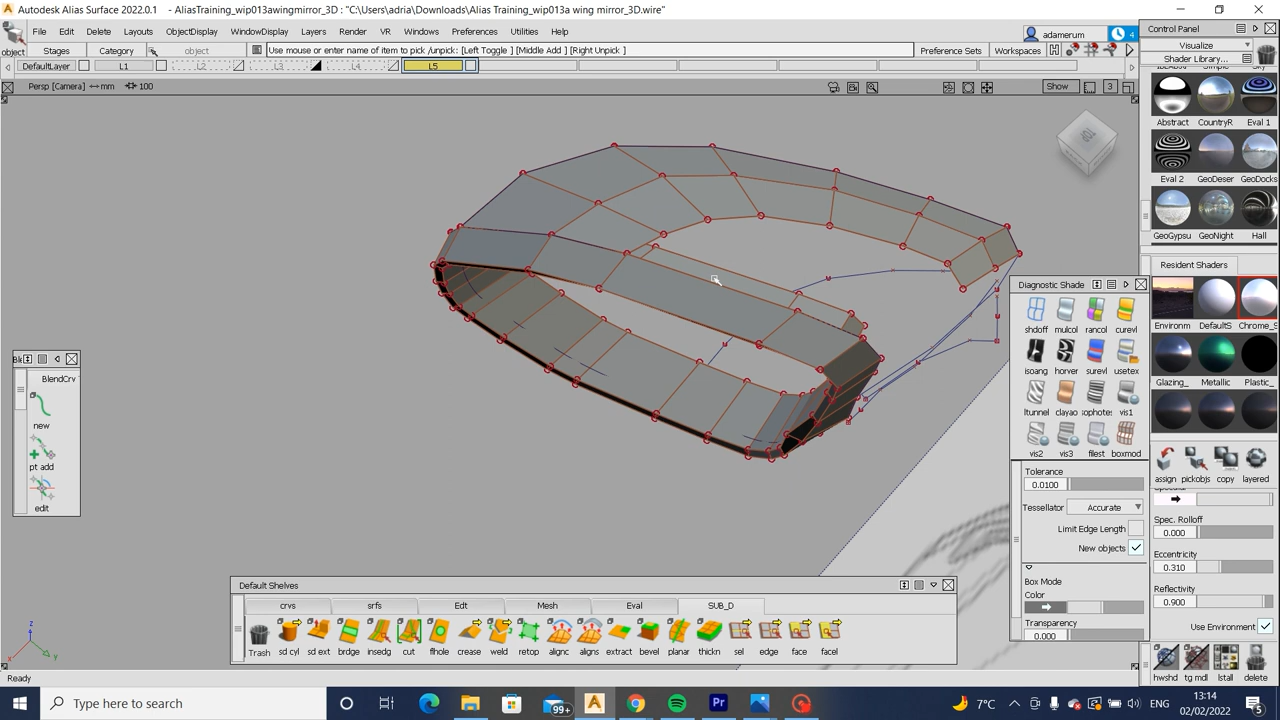 Autodesk Alias Surface 2022.0.1 - AliasTraining_wip013awingmirror_3D : "C:\Users\adria\Downloads\Alias Training_wip013a wing mirror_3D.wire"
File Edit Delete Layouts ObjectDisplay WindowDisplay Layers Render VR Windows Preferences Utilities Help
adamerum 4
object Stages Category object Use mouse or enter name of item to pick /unpick: [Left Toggle ] [Middle Add ] [Right Unpick ] Preference Sets Workspaces
DefaultLayer L1 L2 L3 L4 L5
Persp [Camera] <-> mm 100 Show 3
Control Panel
Visualize
Shader Library...
Abstract CountryR Eval 1
Eval 2 GeoDeser GeoDocks
GeoGypsu GeoNight Hall
Resident Shaders
Environm DefaultS Chrome_S
Glazing_ Metallic Plastic_
assign pickobjs copy layered
Spec. Rolloff
0.000
Eccentricity
0.310
Reflectivity
0.900
Use Environment
hwshd tg mdl lstall delete
Diagnostic Shade
shdoff mulcol rancol curevl
isoang horver surevl usetex
ltunnel clayao isophotes vis1
vis2 vis3 filest boxmod
Tolerance
0.0100
Tessellator Accurate
Limit Edge Length
New objects
Box Mode
Color
Transparency
0.000
BlendCrv
new
pt add
edit
Default Shelves
crvs srfs Edt Mesh Eval SUB_D
Trash sd cyl sd ext brdge insedg cut flhole crease weld retop alignc aligns extract bevel planar thickn sel edge face facel
z
x y
Ready
Type here to search
99+
7°C ENG
13:14
02/02/2022
5